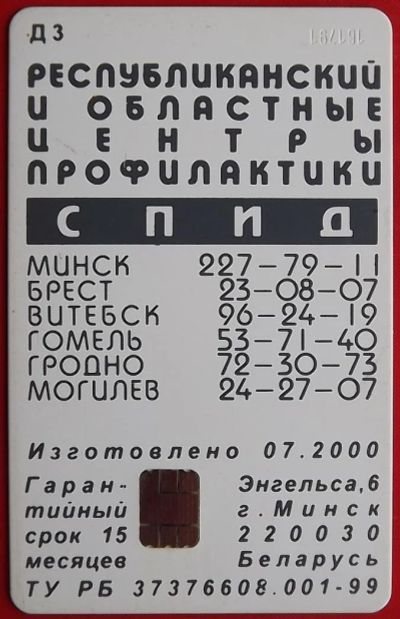 Д3
РЕСПУБЛИКАНСКИЙ
И ОБЛАСТНЫЕ
ЦЕНТРЫ
ПРОФИЛАКТИКИ
СПИД
МИНСК 227-79-11
БРЕСТ 23-08-07
ВИТЕБСК 96-24-19
ГОМЕЛЬ 53-71-40
ГРОДНО 72-30-73
МОГИЛЕВ 24-27-07
Изготовлено 07.2000
Гаран-
тийный
срок 15
месяцев
Энгельса,6
г.Минск
220030
Беларусь
ТУ РБ 37376608.001-99